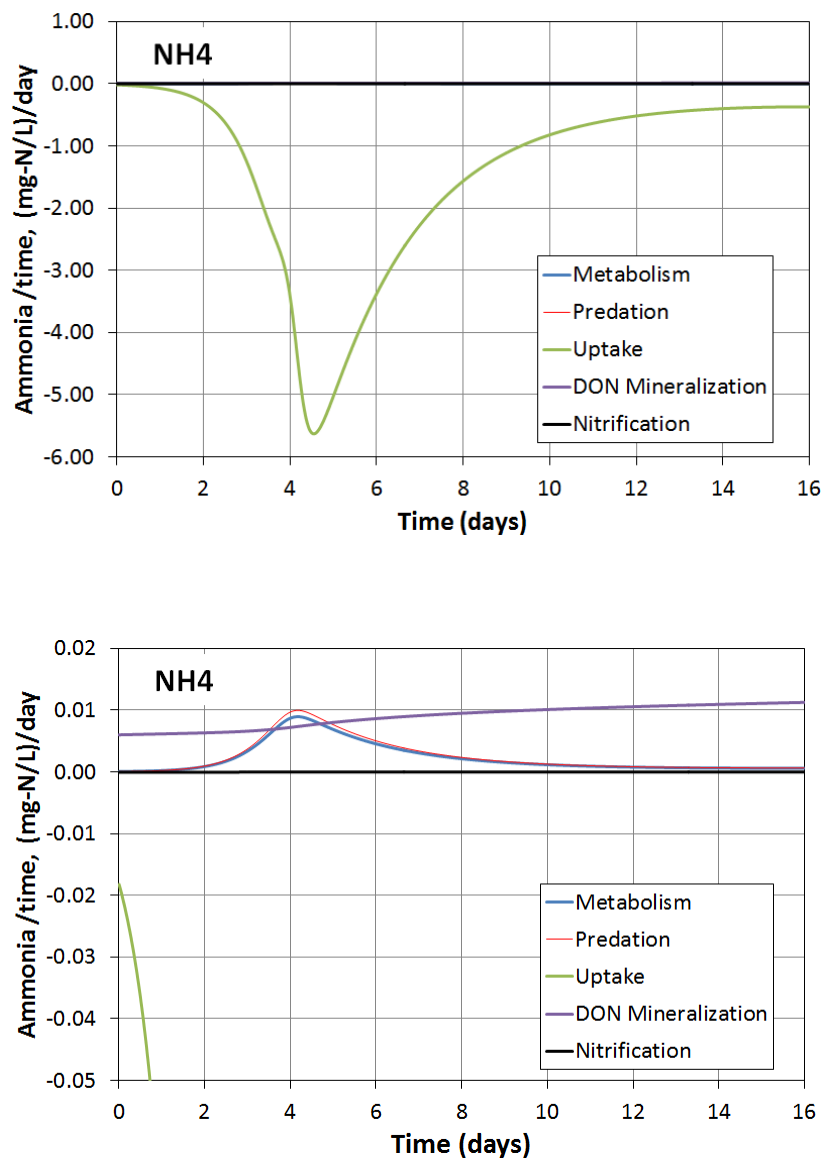 1.00
NH4
0.00
-1.00
-2.00
-3.00
-4.00
-5.00
-6.00
Ammonia /time, (mg-N/L)/day
Metabolism
Predation
Uptake
DON Mineralization
Nitrification
0 2 4 6 8 10 12 14 16
Time (days)
0.02
NH4
0.01
0.00
-0.01
-0.02
-0.03
-0.04
-0.05
Ammonia /time, (mg-N/L)/day
Metabolism
Predation
Uptake
DON Mineralization
Nitrification
0 2 4 6 8 10 12 14 16
Time (days)